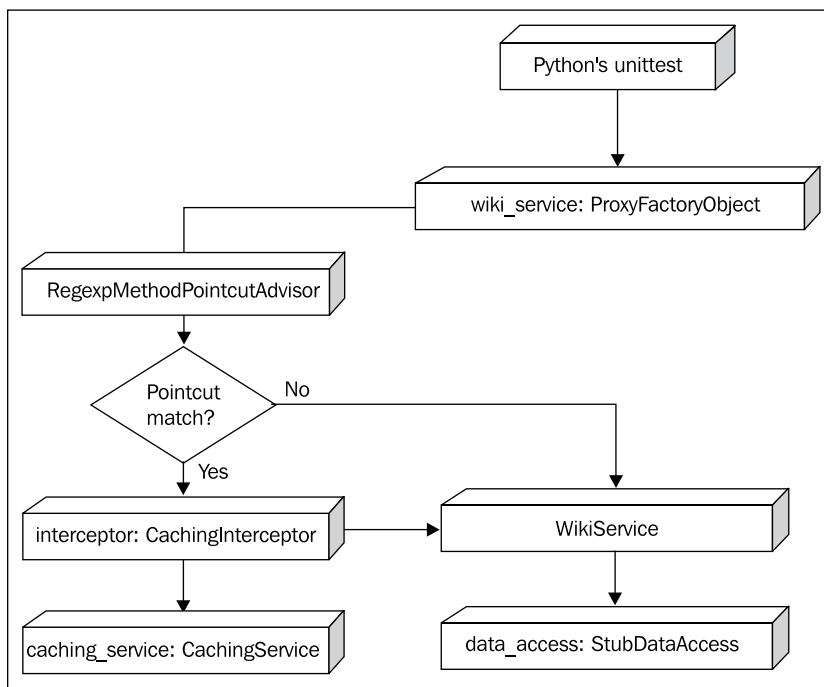 Python's unittest
wiki_service: ProxyFactoryObject
RegexpMethodPointcutAdvisor
Pointcut
match?
No
Yes
interceptor: CachingInterceptor
WikiService
caching_service: CachingService
data_access: StubDataAccess